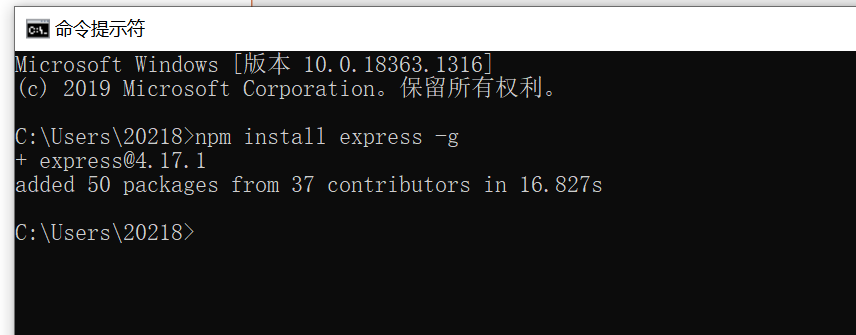 命令提示符
Microsoft Windows [版本 10.0.18363.1316]
(c) 2019 Microsoft Corporation。保留所有权利。
C:\Users\20218>npm install express -g
+ express@4.17.1
added 50 packages from 37 contributors in 16.827s
C:\Users\20218>